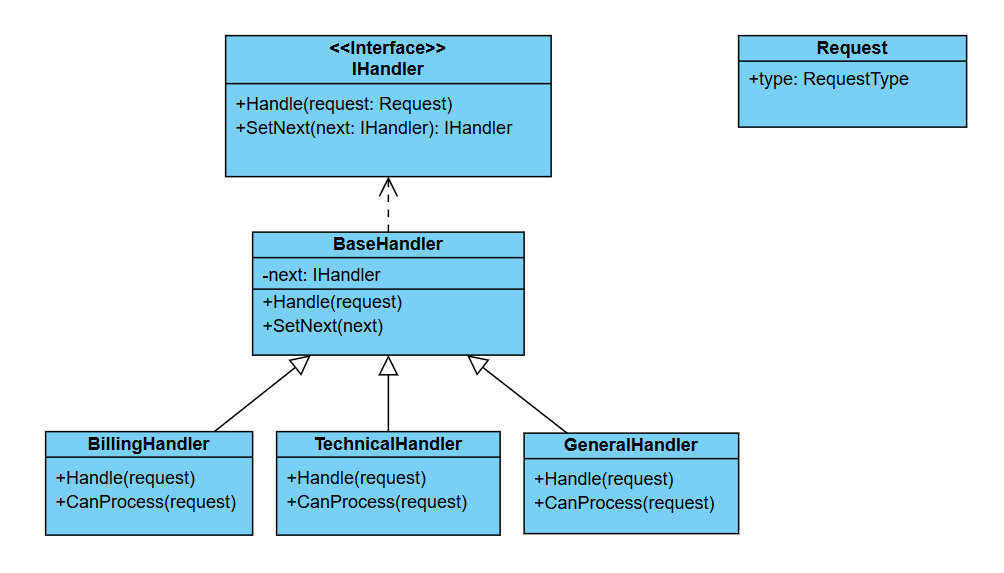 <<Interface>>
IHandler
+Handle(request: Request)
+SetNext(next: IHandler): IHandler
Request
+type: RequestType
BaseHandler
-next: IHandler
+Handle(request)
+SetNext(next)
BillingHandler
+Handle(request)
+CanProcess(request)
TechnicalHandler
+Handle(request)
+CanProcess(request)
GeneralHandler
+Handle(request)
+CanProcess(request)